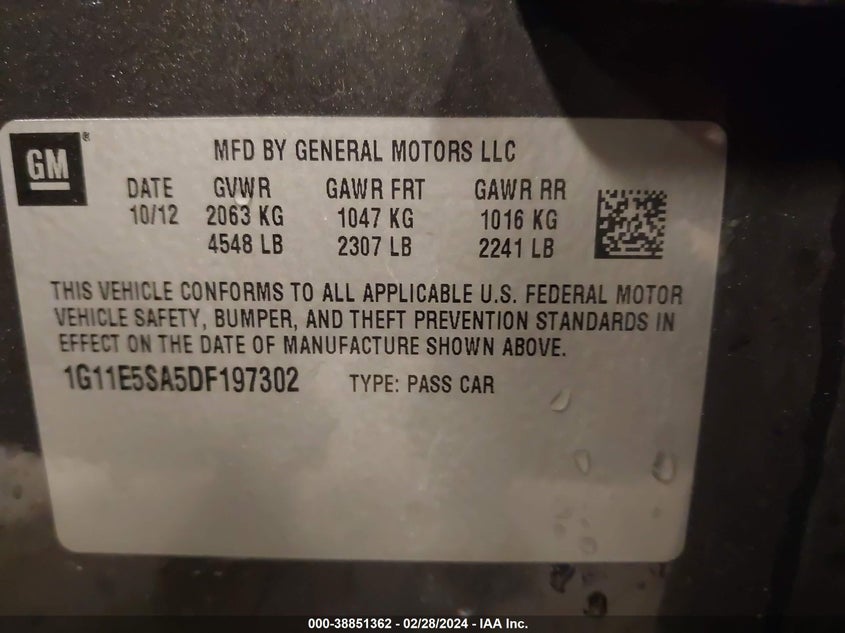 GM ®
MFD BY GENERAL MOTORS LLC
DATE GVWR GAWR FRT GAWR RR
10/12 2063 KG 1047 KG 1016 KG
4548 LB 2307 LB 2241 LB
THIS VEHICLE CONFORMS TO ALL APPLICABLE U.S. FEDERAL MOTOR
VEHICLE SAFETY, BUMPER, AND THEFT PREVENTION STANDARDS IN
EFFECT ON THE DATE OF MANUFACTURE SHOWN ABOVE.
1G11E5SA5DF197302 TYPE: PASS CAR
000-38851362 - 02/28/2024 - IAA Inc.